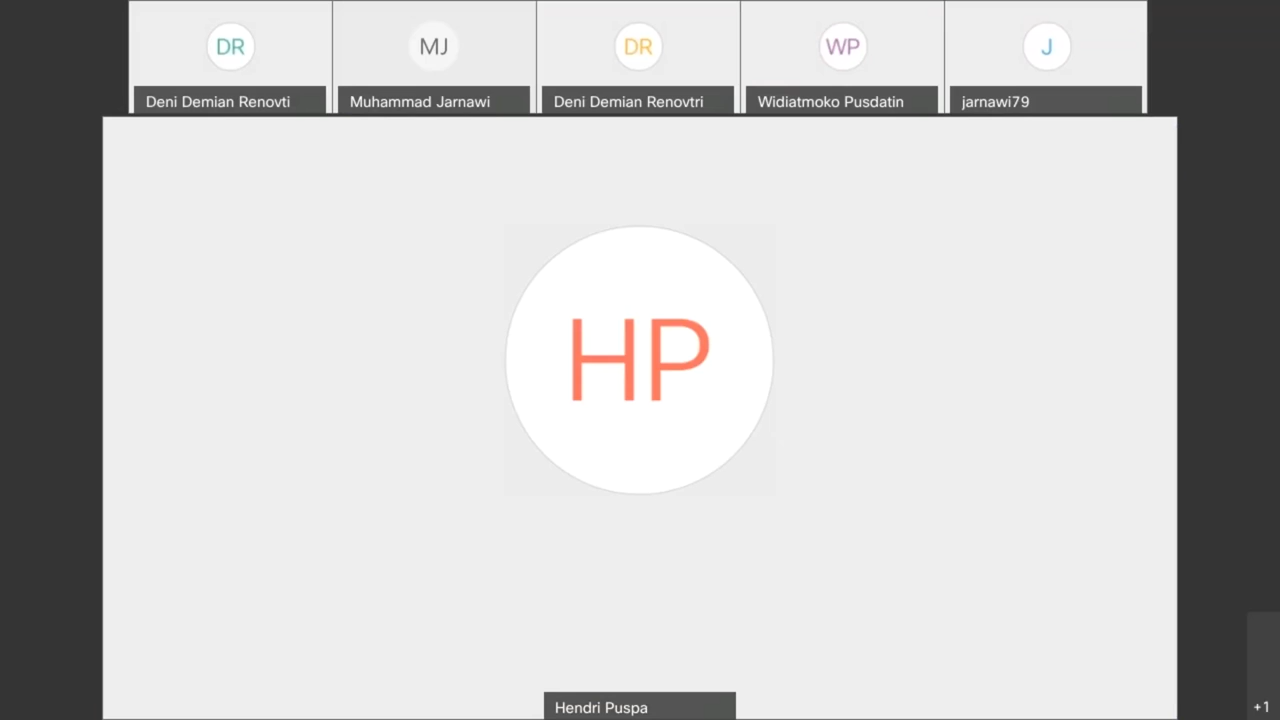 DR
MJ
DR
WP
J
Deni Demian Renovti
Muhammad Jarnawi
Deni Demian Renovtri
Widiatmoko Pusdatin
jarnawi79
HP
Hendri Puspa
+1